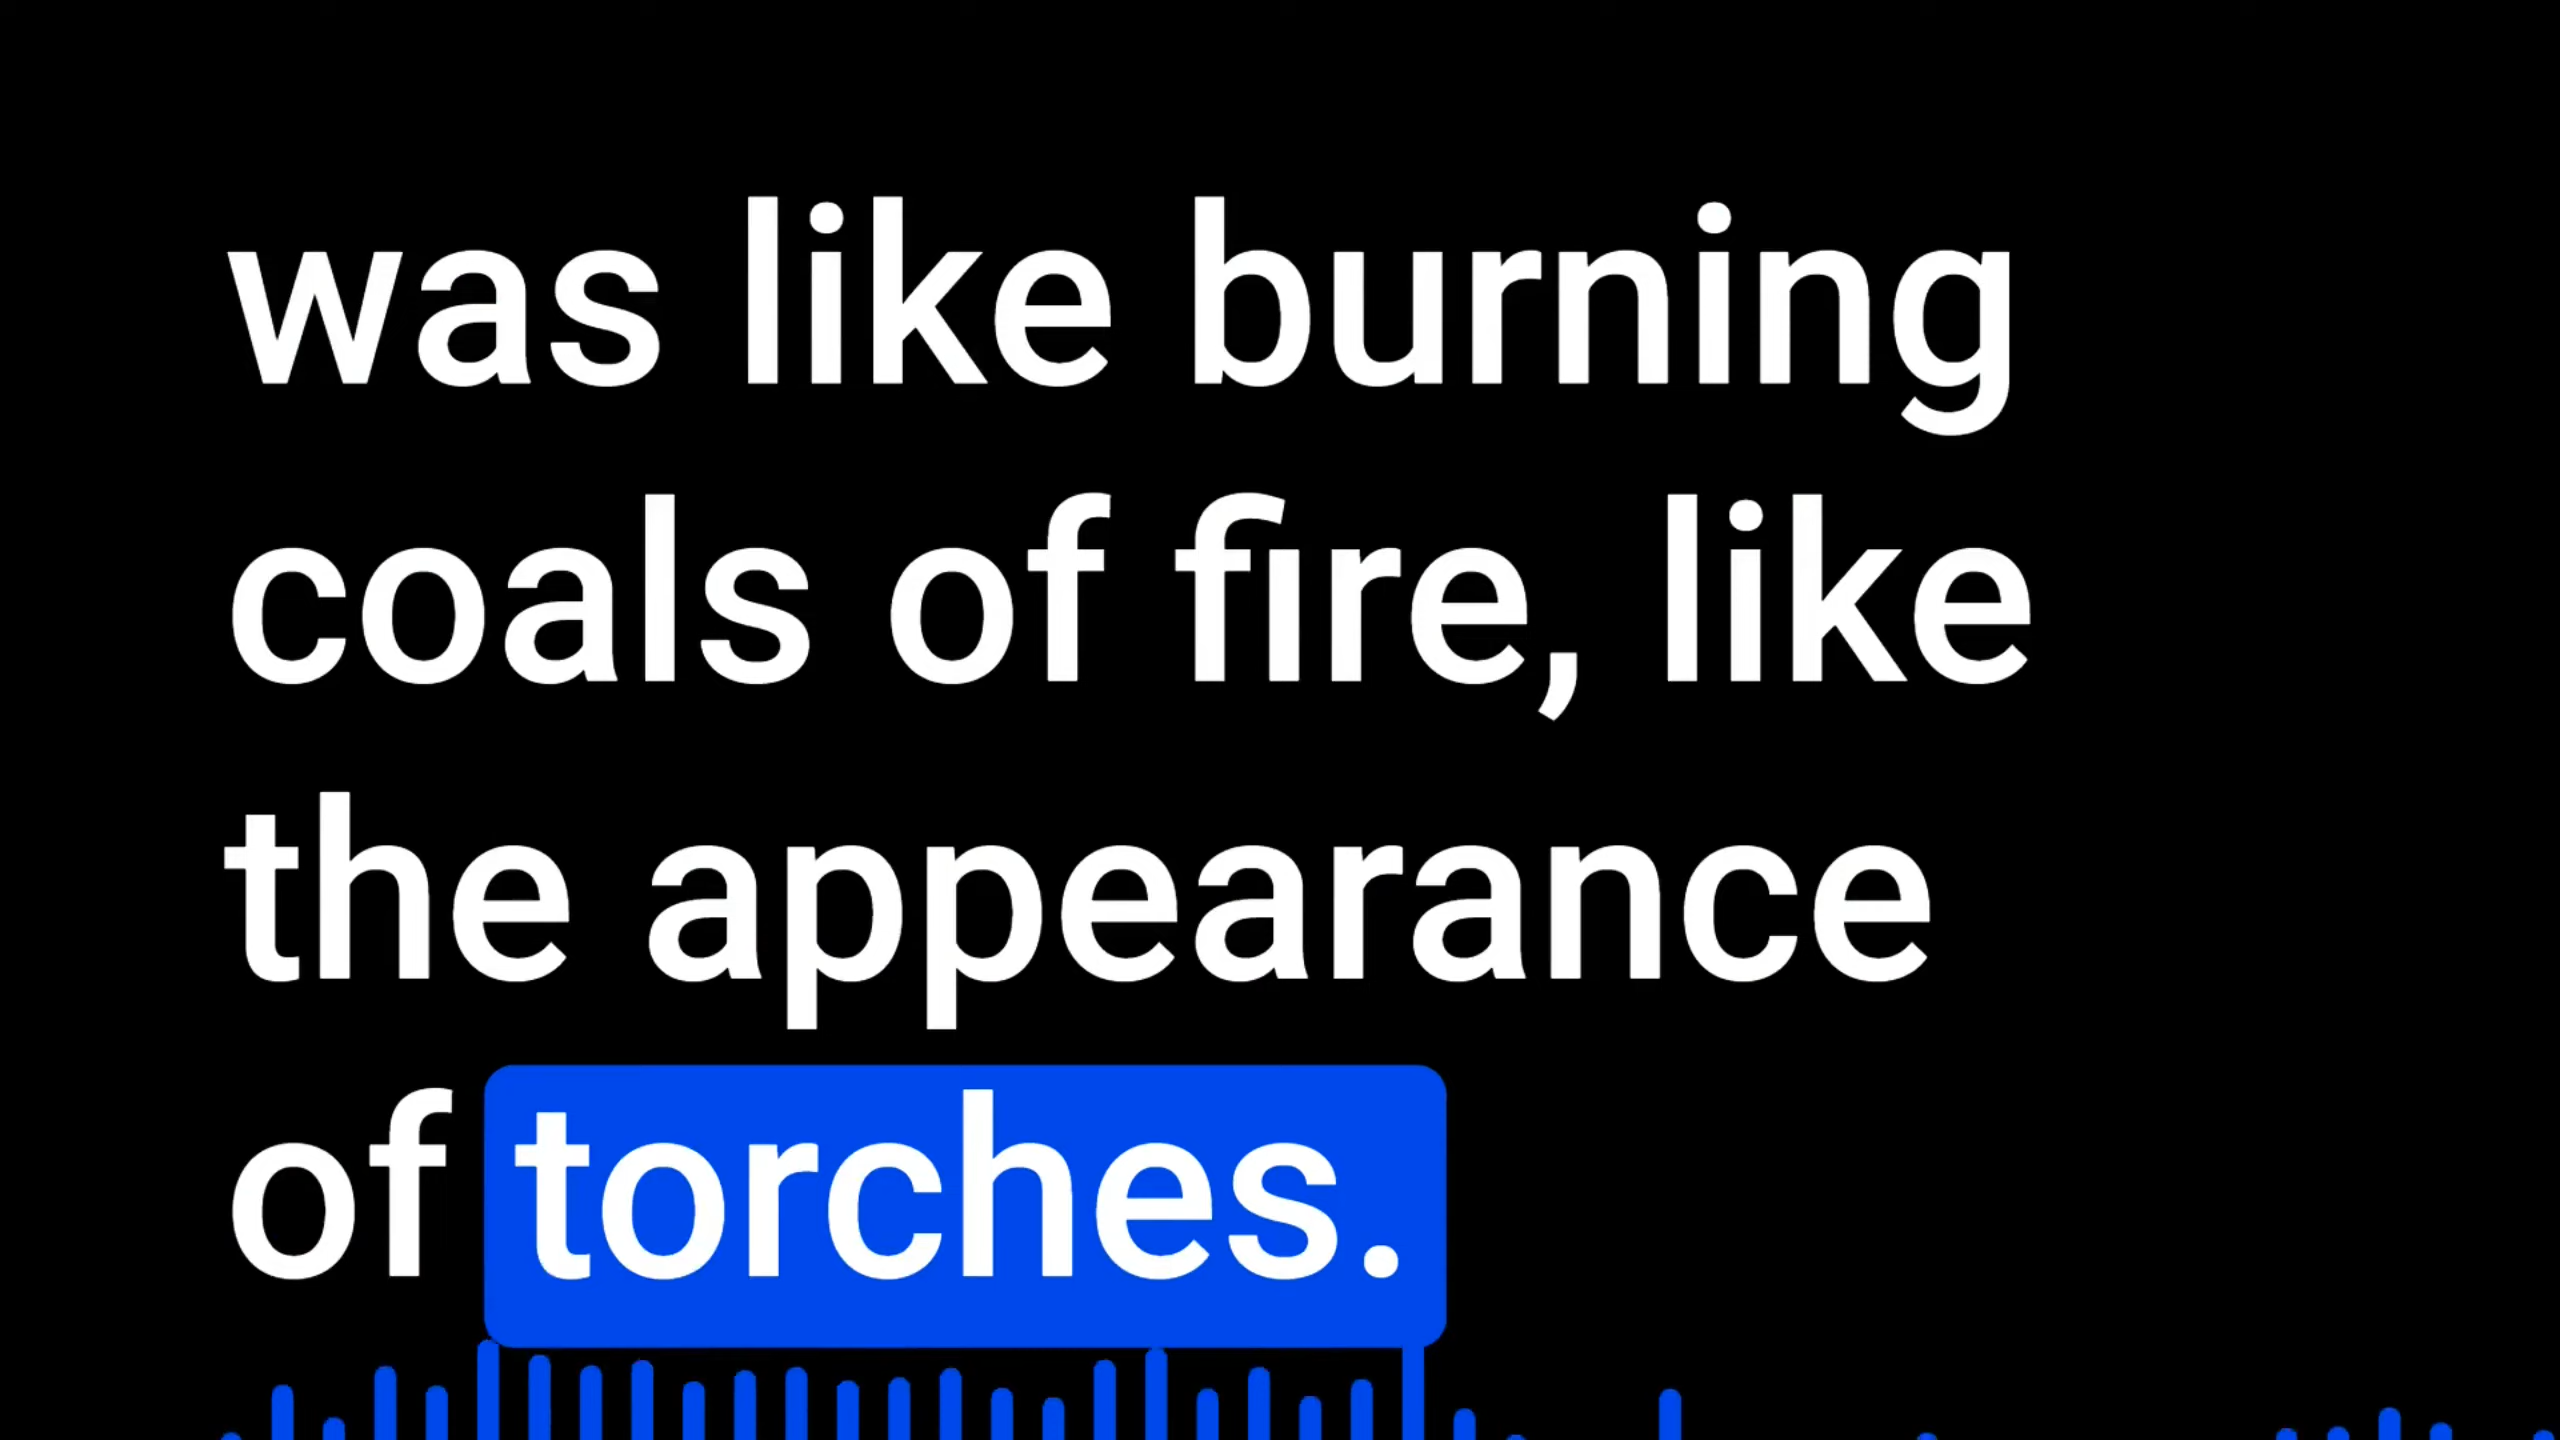 was like burning
coals of fire, like
the appearance
of torches.